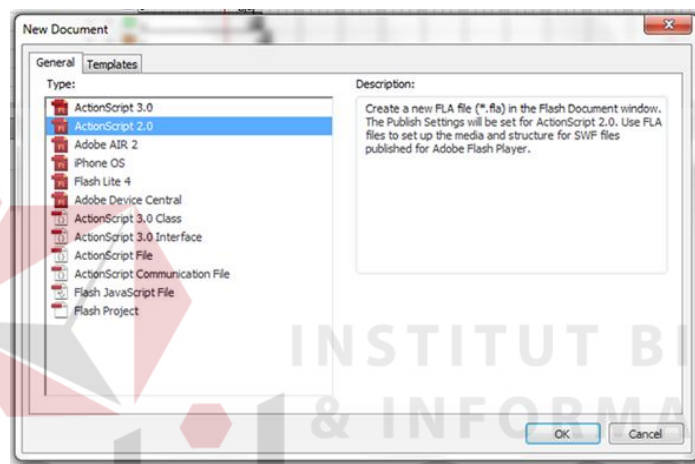 New Document
General Templates
Type:
ActionScript 3.0
ActionScript 2.0
Adobe AIR 2
iPhone OS
Flash Lite 4
Adobe Device Central
ActionScript 3.0 Class
ActionScript 3.0 Interface
ActionScript File
ActionScript Communication File
Flash JavaScript File
Flash Project
Description:
Create a new FLA file (*.fla) in the Flash Document window.
The Publish Settings will be set for ActionScript 2.0. Use FLA
files to set up the media and structure for SWF files
published for Adobe Flash Player.
INSTITUT BI
& INFORMA
OK Cancel